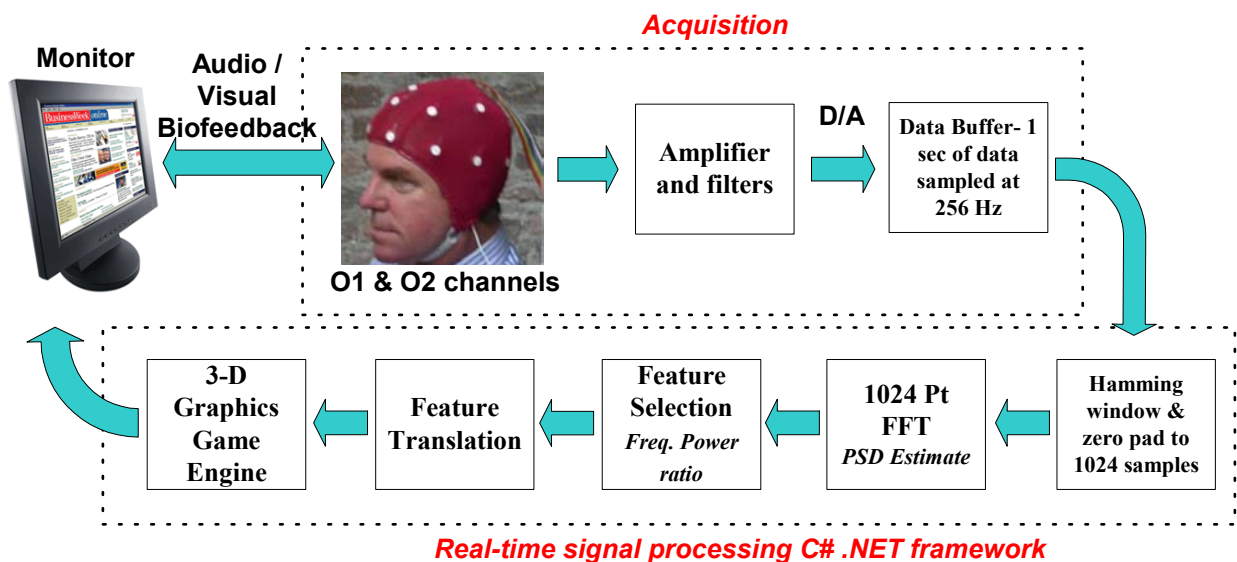 Acquisition
Monitor
Audio /
Visual
Biofeedback
BusinessWeek online
O1 & O2 channels
Amplifier
and filters
D/A
Data Buffer- 1
sec of data
sampled at
256 Hz
Hamming
window &
zero pad to
1024 samples
1024 Pt
FFT
PSD Estimate
Feature
Selection
Freq. Power
ratio
Feature
Translation
3-D
Graphics
Game
Engine
Real-time signal processing C# .NET framework